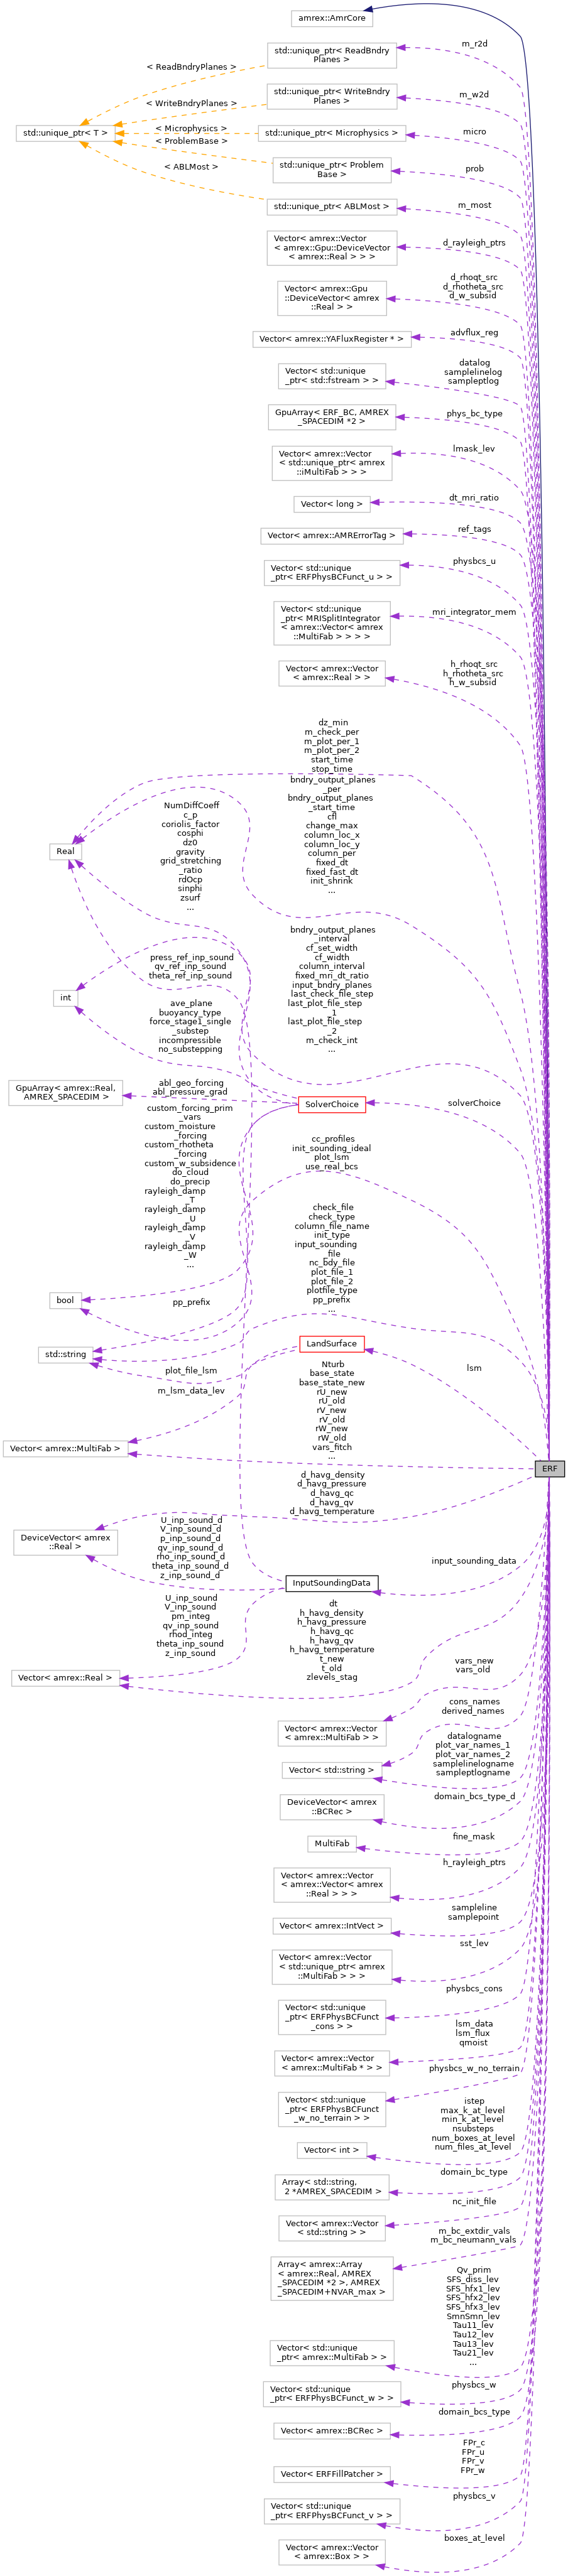 amrex::AmrCore
std::unique_ptr< ReadBndry
Planes >
m_r2d
< ReadBndryPlanes >
std::unique_ptr< WriteBndry
Planes >
m_w2d
< WriteBndryPlanes >
std::unique_ptr< T >
< Microphysics >
std::unique_ptr< Microphysics >
micro
< ProblemBase >
std::unique_ptr< Problem
Base >
prob
< ABLMost >
std::unique_ptr< ABLMost >
m_most
Vector< amrex::Vector
< amrex::Gpu::DeviceVector
< amrex::Real > > >
d_rayleigh_ptrs
Vector< amrex::Gpu
::DeviceVector< amrex
::Real > >
d_rhoqt_src
d_rhotheta_src
d_w_subsid
Vector< amrex::YAFluxRegister * >
advflux_reg
Vector< std::unique
_ptr< std::fstream > >
datalog
samplelinelog
sampleptlog
GpuArray< ERF_BC, AMREX
_SPACEDIM *2 >
phys_bc_type
Vector< amrex::Vector
< std::unique_ptr< amrex
::iMultiFab > > >
lmask_lev
Vector< long >
dt_mri_ratio
Vector< amrex::AMRErrorTag >
ref_tags
Vector< std::unique
_ptr< ERFPhysBCFunct_u > >
physbcs_u
Vector< std::unique
_ptr< MRISplitIntegrator
< amrex::Vector< amrex
::MultiFab > > > >
mri_integrator_mem
Vector< amrex::Vector
< amrex::Real > >
h_rhoqt_src
h_rhotheta_src
h_w_subsid
dz_min
m_check_per
m_plot_per_1
m_plot_per_2
start_time
stop_time
bndry_output_planes
_per
bndry_output_planes
_start_time
cfl
change_max
column_loc_x
column_loc_y
column_per
fixed_dt
fixed_fast_dt
init_shrink
...
NumDiffCoeff
c_p
coriolis_factor
cosphi
dz0
gravity
grid_stretching
_ratio
rdOcp
sinphi
zsurf
...
Real
bndry_output_planes
_interval
cf_set_width
cf_width
column_interval
fixed_mri_dt_ratio
input_bndry_planes
last_check_file_step
last_plot_file_step
_1
last_plot_file_step
_2
m_check_int
...
press_ref_inp_sound
qv_ref_inp_sound
theta_ref_inp_sound
int
ave_plane
buoyancy_type
force_stage1_single
_substep
incompressible
no_substepping
GpuArray< amrex::Real,
AMREX_SPACEDIM >
abl_geo_forcing
abl_pressure_grad
SolverChoice
solverChoice
custom_forcing_prim
_vars
custom_moisture
_forcing
custom_rhotheta
_forcing
custom_w_subsidence
do_cloud
do_precip
rayleigh_damp
_T
rayleigh_damp
_U
rayleigh_damp
_V
rayleigh_damp
_W
...
cc_profiles
init_sounding_ideal
plot_lsm
use_real_bcs
check_file
check_type
column_file_name
init_type
input_sounding
_file
nc_bdy_file
plot_file_1
plot_file_2
plotfile_type
pp_prefix
...
bool
pp_prefix
std::string
LandSurface
lsm
plot_file_lsm
m_lsm_data_lev
Nturb
base_state
base_state_new
rU_new
rU_old
rV_new
rV_old
rW_new
rW_old
vars_fitch
...
Vector< amrex::MultiFab >
ERF
d_havg_density
d_havg_pressure
d_havg_qc
d_havg_qv
d_havg_temperature
DeviceVector< amrex
::Real >
U_inp_sound_d
V_inp_sound_d
p_inp_sound_d
qv_inp_sound_d
rho_inp_sound_d
theta_inp_sound_d
z_inp_sound_d
InputSoundingData
input_sounding_data
U_inp_sound
V_inp_sound
pm_integ
qv_inp_sound
rhod_integ
theta_inp_sound
z_inp_sound
dt
h_havg_density
h_havg_pressure
h_havg_qc
h_havg_qv
h_havg_temperature
t_new
t_old
zlevels_stag
Vector< amrex::Real >
Vector< amrex::Vector
< amrex::MultiFab > >
vars_new
vars_old
Vector< std::string >
cons_names
derived_names
datalogname
plot_var_names_1
plot_var_names_2
samplelinelogname
sampleptlogname
DeviceVector< amrex
::BCRec >
domain_bcs_type_d
MultiFab
fine_mask
Vector< amrex::Vector
< amrex::Vector< amrex
::Real > > >
h_rayleigh_ptrs
Vector< amrex::IntVect >
sampleline
samplepoint
Vector< amrex::Vector
< std::unique_ptr< amrex
::MultiFab > > >
sst_lev
Vector< std::unique
_ptr< ERFPhysBCFunct
_cons > >
physbcs_cons
Vector< amrex::Vector
< amrex::MultiFab * > >
lsm_data
lsm_flux
qmoist
Vector< std::unique
_ptr< ERFPhysBCFunct
_w_no_terrain > >
physbcs_w_no_terrain
Vector< int >
istep
max_k_at_level
min_k_at_level
nsubsteps
num_boxes_at_level
num_files_at_level
Array< std::string,
2 *AMREX_SPACEDIM >
domain_bc_type
Vector< amrex::Vector
< std::string > >
nc_init_file
Array< amrex::Array
< amrex::Real, AMREX
_SPACEDIM *2 >, AMREX
_SPACEDIM+NVAR_max >
m_bc_extdir_vals
m_bc_neumann_vals
Vector< std::unique
_ptr< amrex::MultiFab > >
Qv_prim
SFS_diss_lev
SFS_hfx1_lev
SFS_hfx2_lev
SFS_hfx3_lev
SmnSmn_lev
Tau11_lev
Tau12_lev
Tau13_lev
Tau21_lev
...
Vector< std::unique
_ptr< ERFPhysBCFunct_w > >
physbcs_w
Vector< amrex::BCRec >
domain_bcs_type
Vector< ERFFillPatcher >
FPr_c
FPr_u
FPr_v
FPr_w
Vector< std::unique
_ptr< ERFPhysBCFunct_v > >
physbcs_v
Vector< amrex::Vector
< amrex::Box > >
boxes_at_level